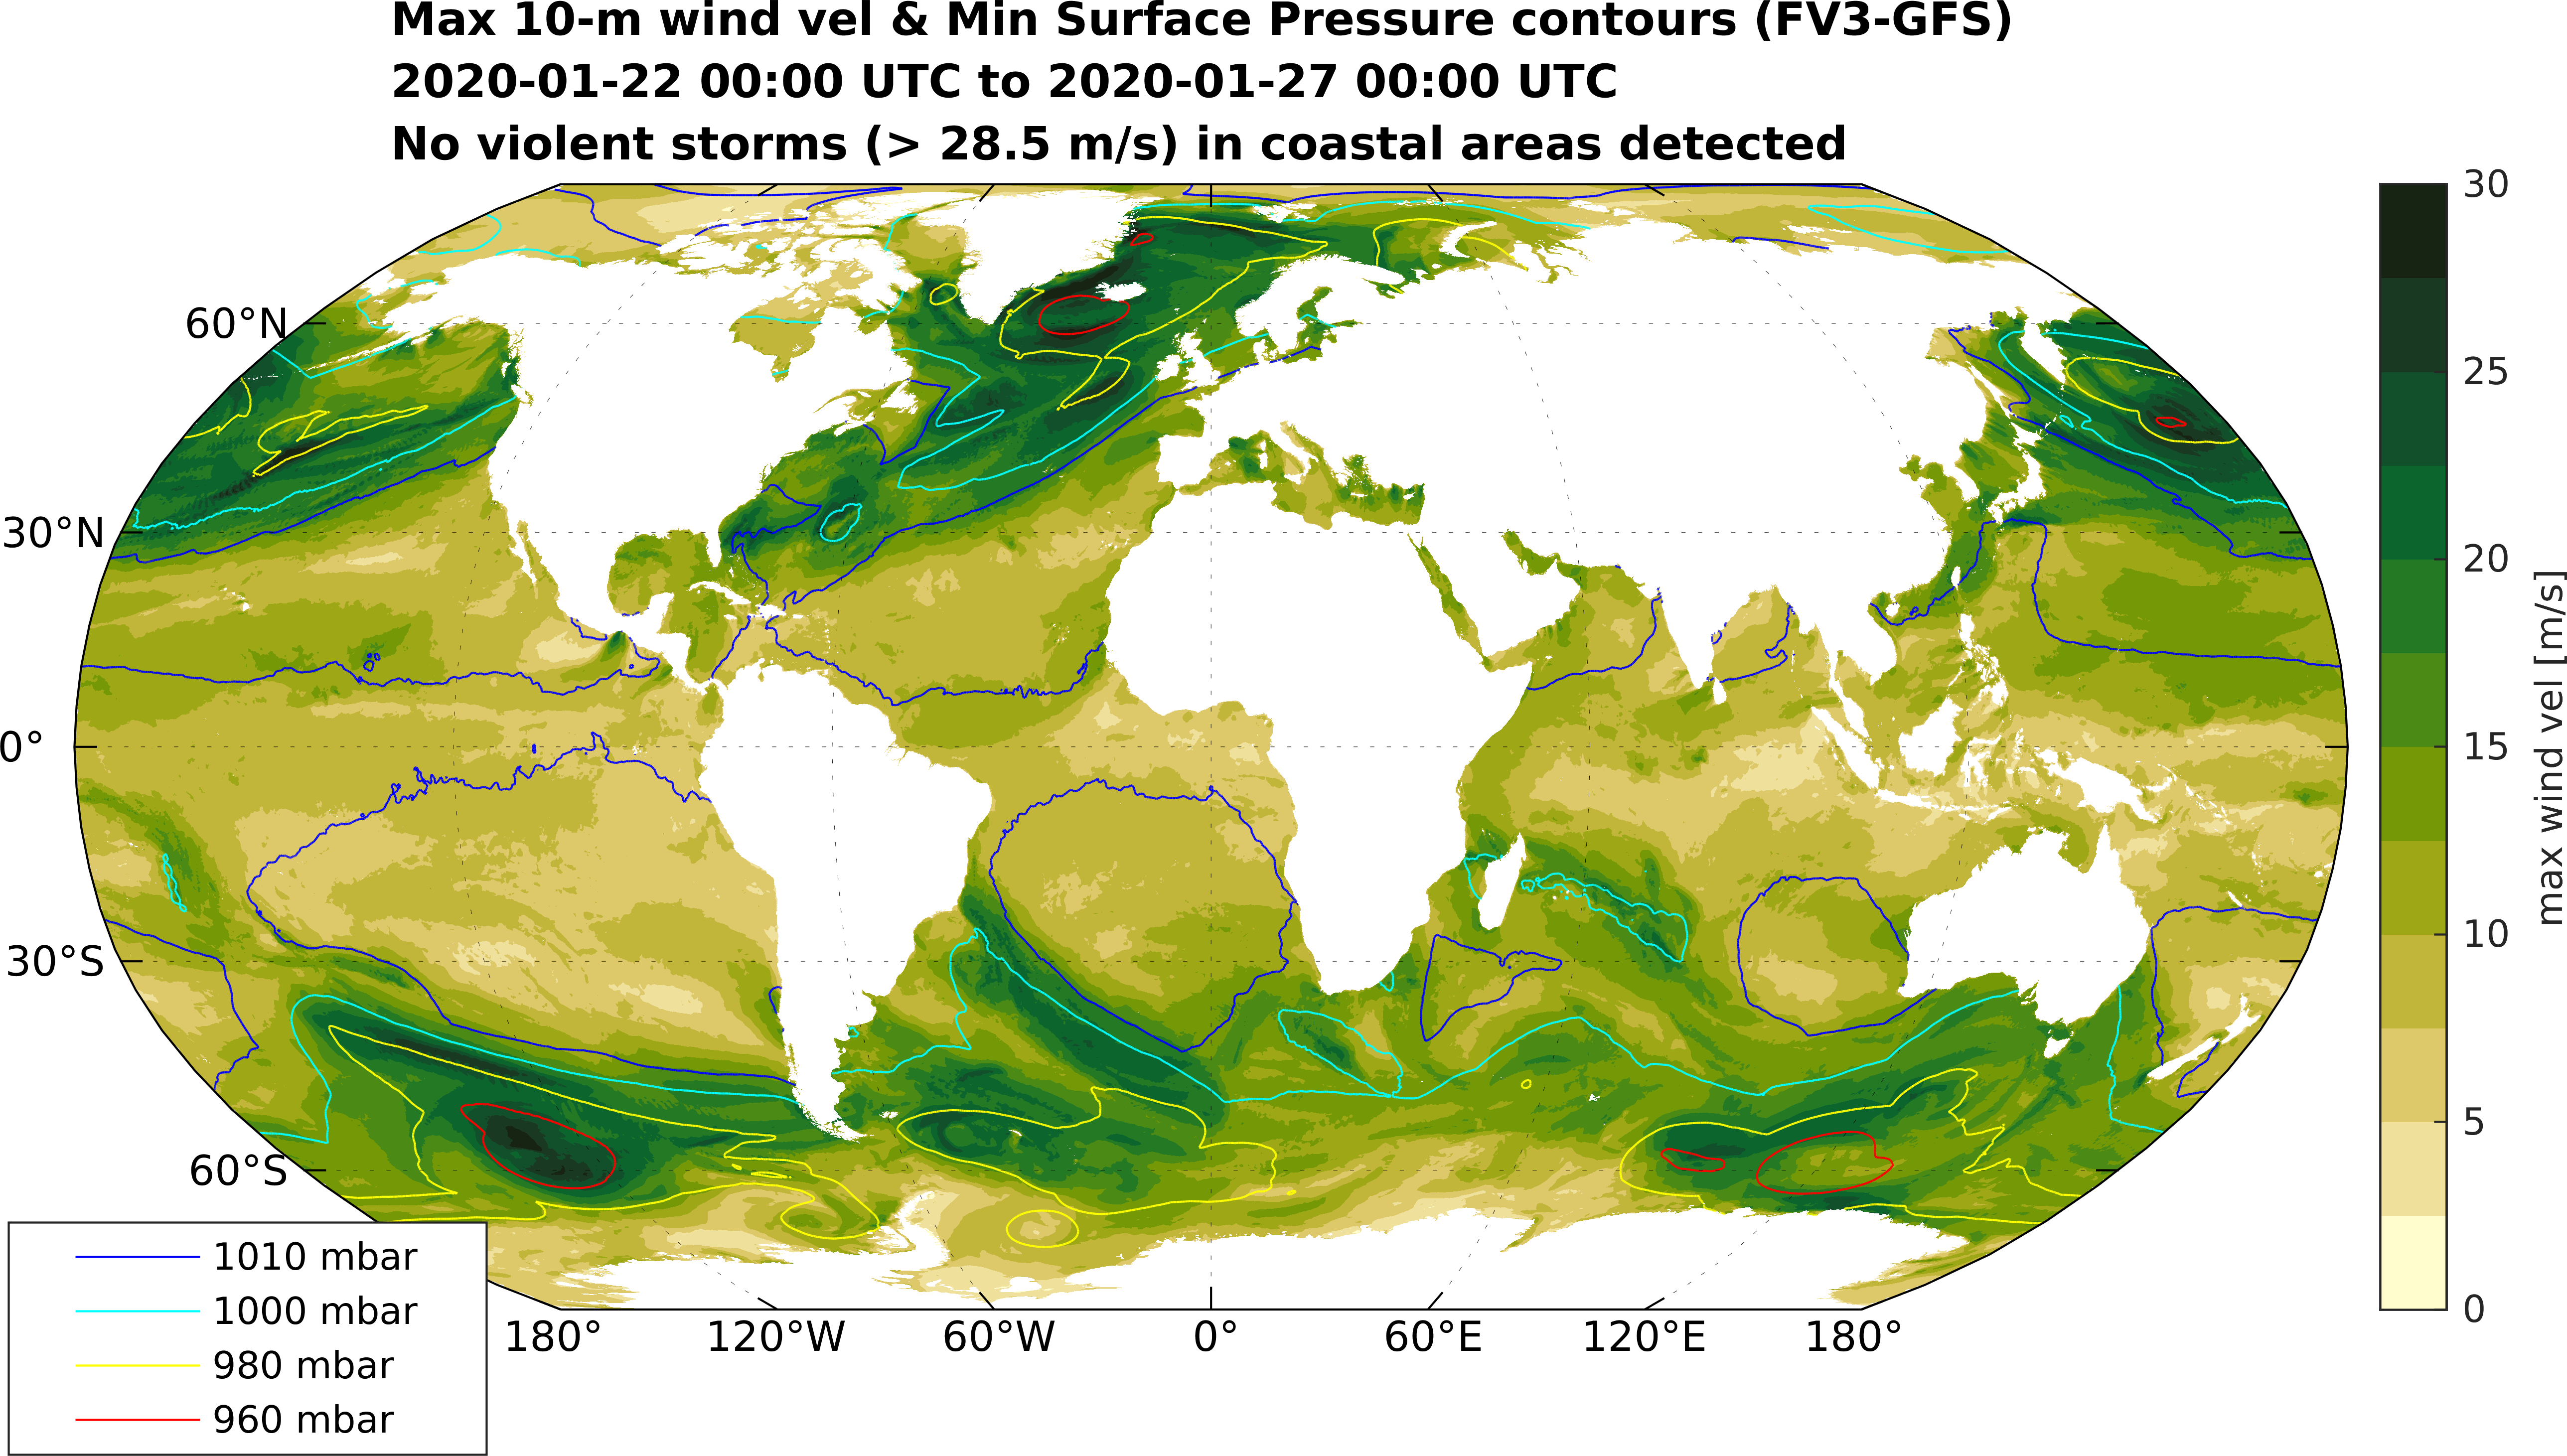 Max 10-m wind vel & Min Surface Pressure contours (FV3-GFS)
2020-01-22 00:00 UTC to 2020-01-27 00:00 UTC
No violent storms (> 28.5 m/s) in coastal areas detected
60°N
30°N
0°
30°S
60°S
180°
120°W
60°W
0°
60°E
120°E
180°
1010 mbar
1000 mbar
980 mbar
960 mbar
30
25
20
15
10
5
0
max wind vel [m/s]